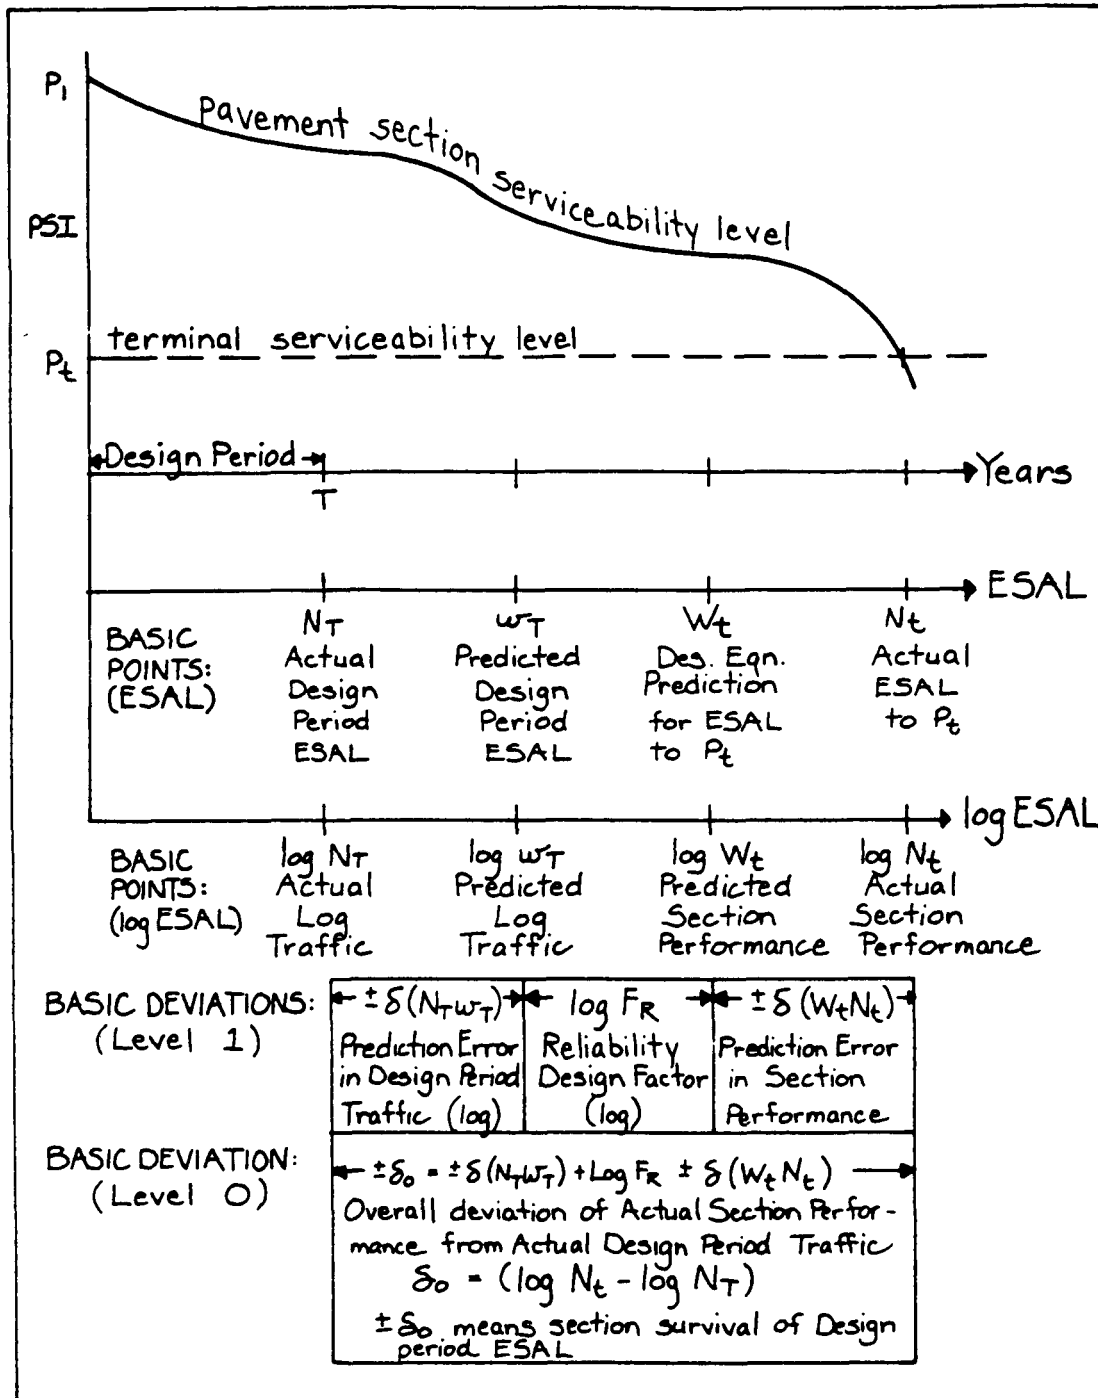 P₁
pavement section serviceability level
PSI
terminal serviceability level
Pt
Design Period
Years
T
ESAL
BASIC
POINTS:
(ESAL)
NT
Actual
Design
Period
ESAL
wT
Predicted
Design
Period
ESAL
Wt
Des. Eqn.
Prediction
for ESAL
to Pt
Nt
Actual
ESAL
to Pt
log ESAL
BASIC
POINTS:
(log ESAL)
log NT
Actual
Log
Traffic
log wT
Predicted
Log
Traffic
log Wt
Predicted
Section
Performance
log Nt
Actual
Section
Performance
BASIC DEVIATIONS:
(Level 1)
±δ(NTwT)
Prediction Error
in Design Period
Traffic (log)
log FR
Reliability
Design Factor
(log)
±δ(WtNt)
Prediction Error
in Section
Performance
BASIC DEVIATION:
(Level 0)
±δo = ±δ(NTwT) + Log FR ± δ(WtNt)
Overall deviation of Actual Section Perfor-
mance from Actual Design Period Traffic
δo = (log Nt - log NT)
±δo means section survival of Design
period ESAL